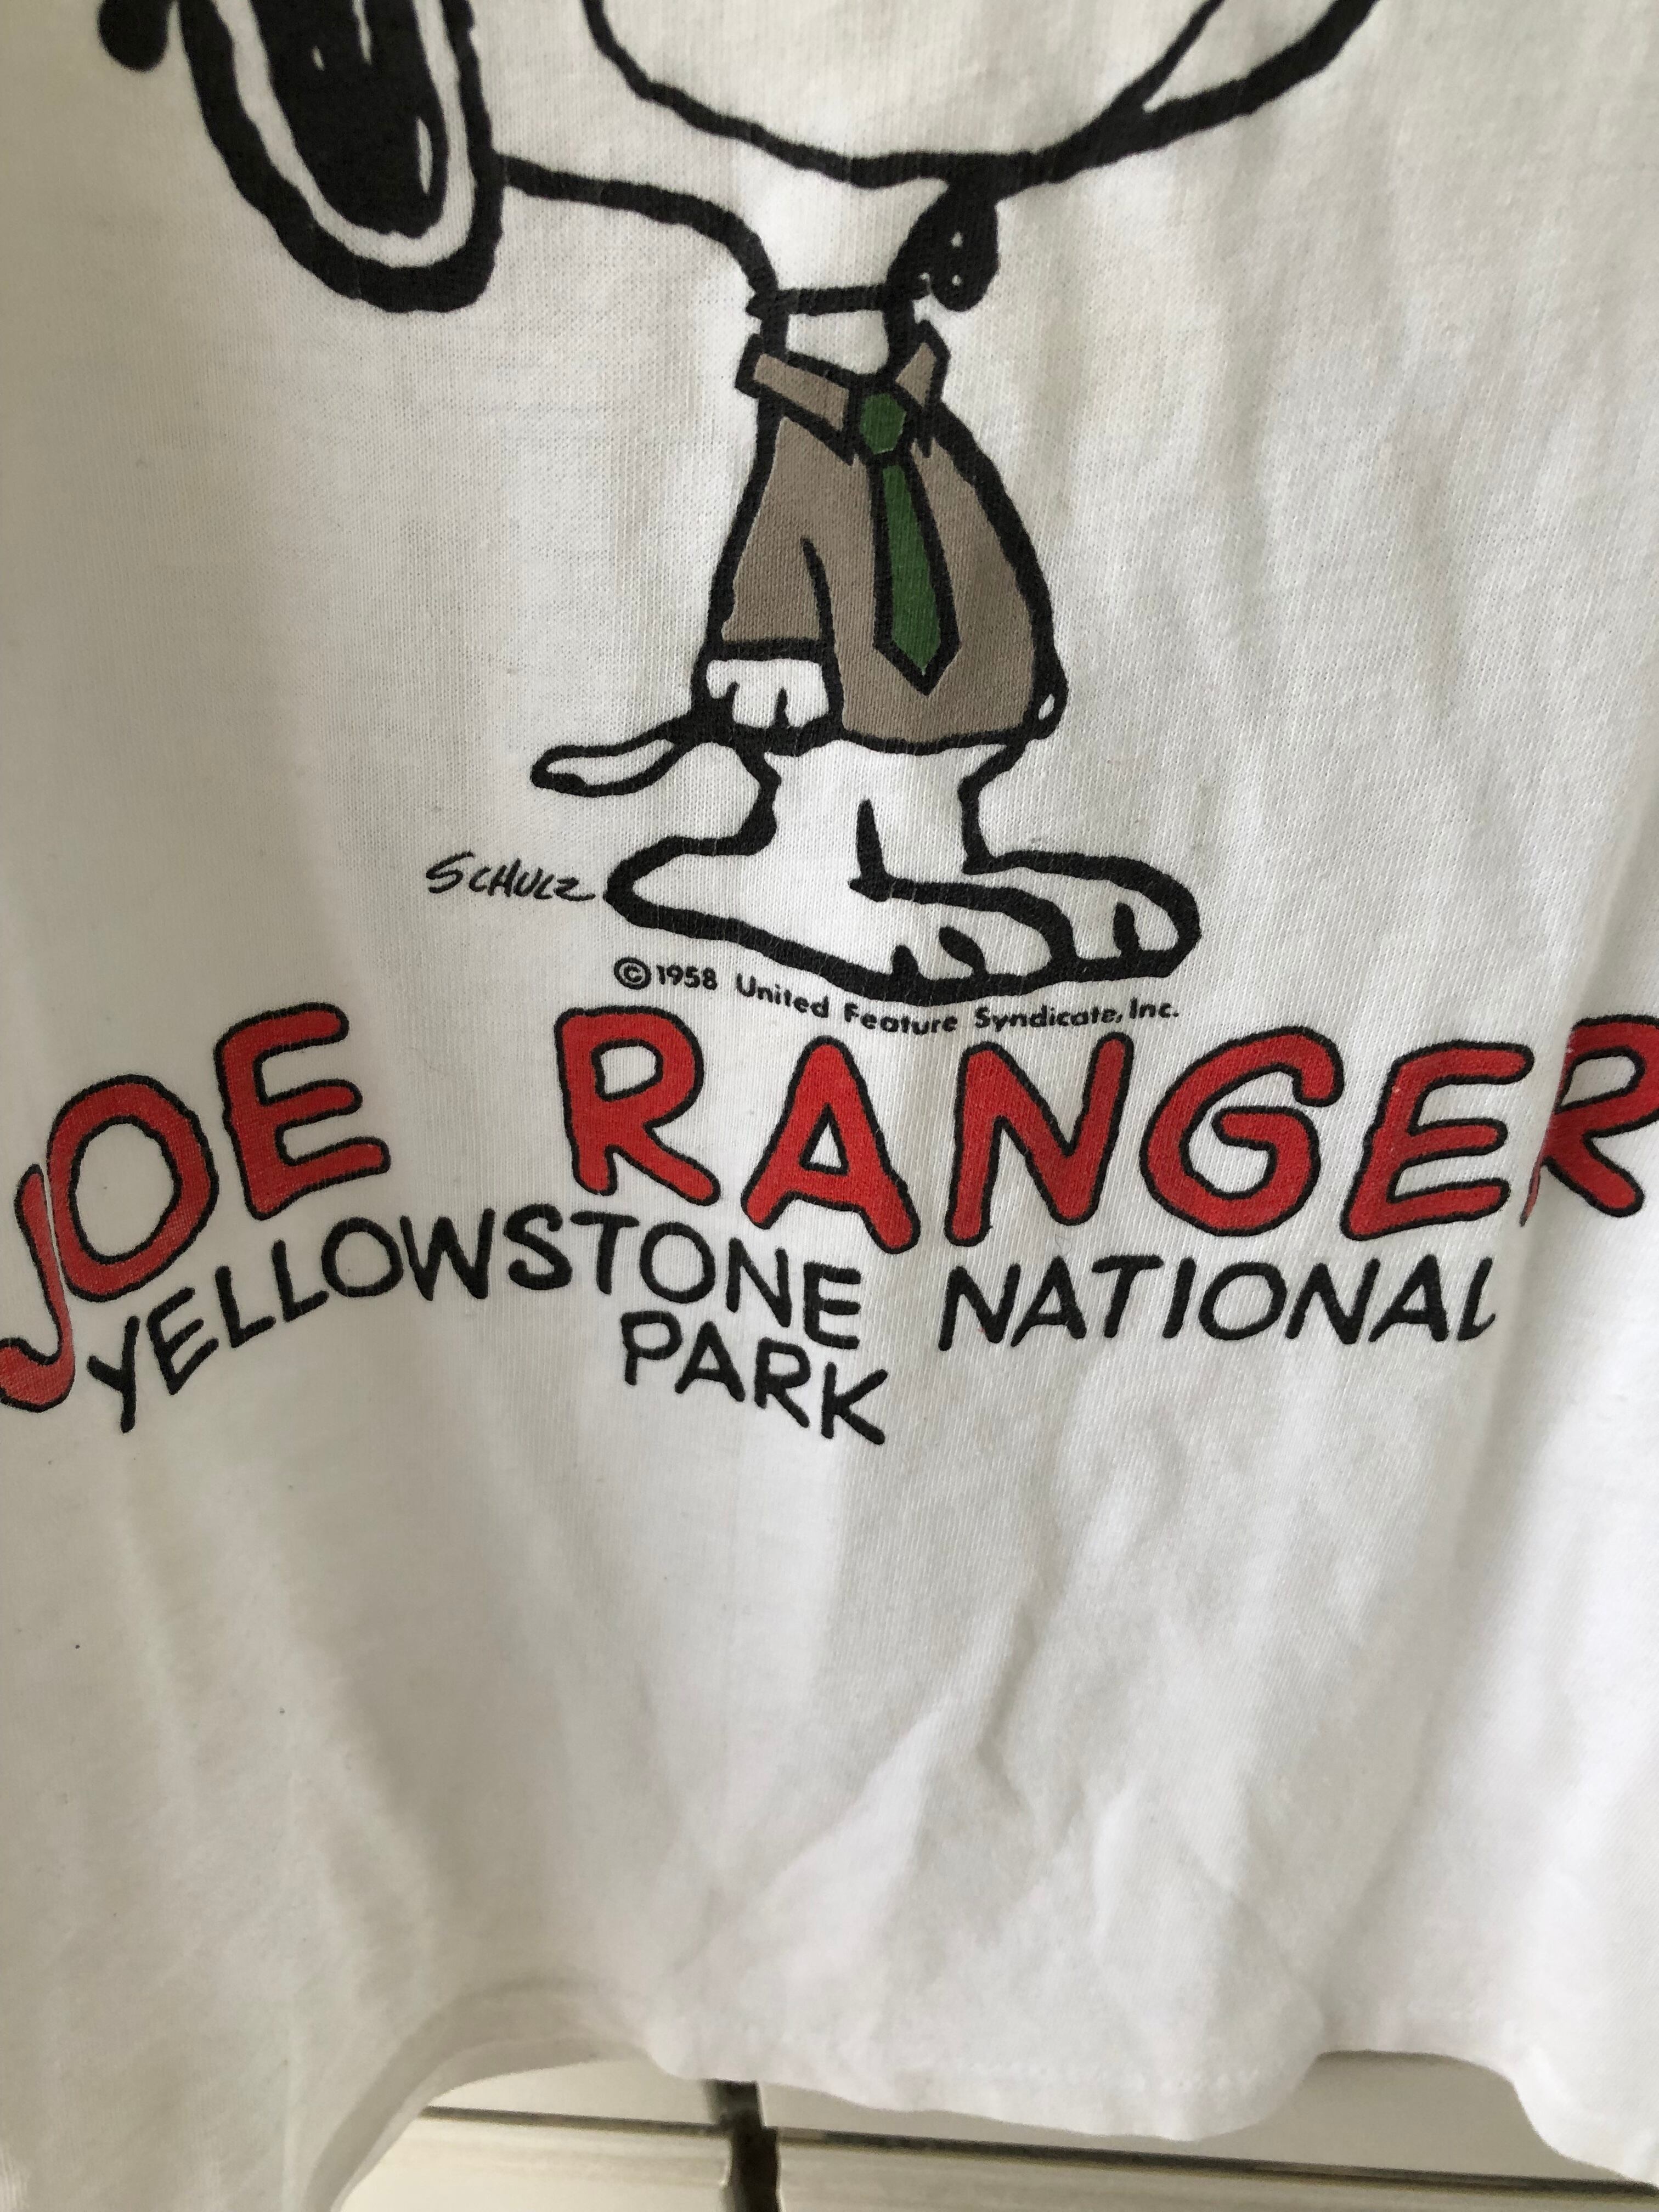 SCHULZ
©1958 United Feature Syndicate, Inc.
JOE RANGER
YELLOWSTONE NATIONAL
PARK